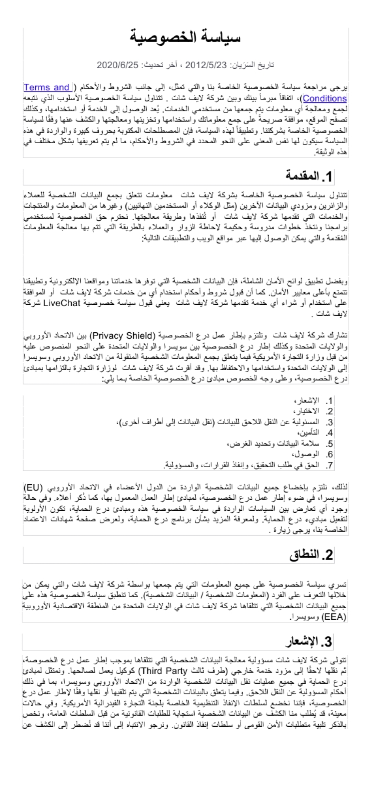 سياسة الخصوصية
تاريخ السريان: 2012/5/23 ، آخر تحديث: 2020/6/25
يرجى مراجعة سياسة الخصوصية الخاصة بنا والتي تمثل، إلى جانب الشروط والأحكام (Terms and
Conditions)، اتفاقاً مبرماً بينك وبين شركة لايف شات . تتناول سياسة الخصوصية الأسلوب الذي نتبعه
لجمع ومعالجة أي معلومات يتم جمعها من مستخدمي الخدمات. يُعد الوصول إلى الخدمة أو استخدامها، وكذلك
تصفح الموقع، موافقة صريحة على جمع معلوماتك واستخدامها وتخزينها ومعالجتها والكشف عنها وفقًا لسياسة
الخصوصية الخاصة بشركتنا. وتطبيقاً لهذه السياسة، فإن المصطلحات المكتوبة بحروف كبيرة والواردة في هذه
السياسة سيكون لها نفس المعنى على النحو المحدد في الشروط والأحكام، ما لم يتم تعريفها بشكل مختلف في
هذه الوثيقة.
1. المقدمة
تتناول سياسة الخصوصية الخاصة بشركة لايف شات معلومات تتعلق بجمع البيانات الشخصية للعملاء
والزائرين ومزودي البيانات الآخرين (مثل الوكلاء أو المستخدمين النهائيين) وغيرها من المعلومات والمنتجات
والخدمات التي تقدمها شركة لايف شات أو تُنفذها وطريقة معالجتها. نحترم حق الخصوصية لمستخدمي
برامجنا ونتخذ خطوات مدروسة وحكيمة لإحاطة الزوار والعملاء بالطريقة التي تتم بها معالجة المعلومات
المقدمة والتي يمكن الوصول إليها عبر مواقع الويب والتطبيقات التالية:
وبفضل تطبيق لوائح الأمان الشاملة، فإن البيانات الشخصية التي توفرها خدماتنا ومواقعنا الإلكترونية وتطبيقنا
تتمتع بأعلى معايير الأمان. كما أن قبول شروط وأحكام استخدام أي من خدمات شركة لايف شات أو الموافقة
على استخدام أو شراء أي خدمة تقدمها شركة لايف شات يعني قبول سياسة خصوصية LiveChat شركة
لايف شات .
تشارك شركة لايف شات وتلتزم بإطار عمل درع الخصوصية (Privacy Shield) بين الاتحاد الأوروبي
والولايات المتحدة وكذلك إطار درع الخصوصية بين سويسرا والولايات المتحدة على النحو المنصوص عليه
من قبل وزارة التجارة الأمريكية فيما يتعلق بجمع المعلومات الشخصية المنقولة من الاتحاد الأوروبي وسويسرا
إلى الولايات المتحدة واستخدامها والاحتفاظ بها. وقد أقرت شركة لايف شات لوزارة التجارة بالتزامها بمبادئ
درع الخصوصية، وعلى وجه الخصوص مبادئ درع الخصوصية الخاصة بما يلي:
1. الإشعار،
2. الاختيار،
3. المسئولية عن النقل اللاحق للبيانات (نقل البيانات إلى أطراف أخرى)،
4. التأمين،
5. سلامة البيانات وتحديد الغرض،
6. الوصول،
7. الحق في طلب التحقيق، وإنفاذ القرارات، والمسؤولية.
لذلك، نلتزم بإخضاع جميع البيانات الشخصية الواردة من الدول الأعضاء في الاتحاد الأوروبي (EU)
وسويسرا، في ضوء إطار عمل درع الخصوصية، لمبادئ إطار العمل المعمول بها، كما ذُكر أعلاه. وفي حالة
وجود أي تعارض بين السياسات الواردة في سياسة الخصوصية هذه ومبادئ درع الحماية، تكون الأولوية
لتفعيل مبادئ درع الحماية. ولمعرفة المزيد بشأن برنامج درع الحماية، ولعرض صفحة شهادات الاعتماد
الخاصة بنا، يرجى زيارة .
2. النطاق
تسري سياسة الخصوصية على جميع المعلومات التي يتم جمعها بواسطة شركة لايف شات والتي يمكن من
خلالها التعرف على الفرد (المعلومات الشخصية / البيانات الشخصية). كما تنطبق سياسة الخصوصية هذه على
جميع البيانات الشخصية التي تتلقاها شركة لايف شات في الولايات المتحدة من المنطقة الاقتصادية الأوروبية
(EEA) وسويسرا.
3. الإشعار
تتولى شركة لايف شات مسؤولية معالجة البيانات الشخصية التي تتلقاها بموجب إطار عمل درع الخصوصية،
ثم نقلها لاحقًا إلى مزود خدمة خارجي (طرف ثالث Third Party) كوكيل يعمل لصالحها. ونمتثل لمبادئ
درع الحماية في جميع عمليات نقل البيانات الشخصية الواردة من الاتحاد الأوروبي وسويسرا، بما في ذلك
أحكام المسؤولية عن النقل اللاحق. وفيما يتعلق بالبيانات الشخصية التي يتم تلقيها أو نقلها وفقًا لإطار عمل درع
الخصوصية، فإننا نخضع لسلطات الإنفاذ التنظيمية الخاصة بلجنة التجارة الفيدرالية الأمريكية. وفي حالات
معينة، قد يُطلب منا الكشف عن البيانات الشخصية استجابة للطلبات القانونية من قبل السلطات العامة، ونخص
بالذكر تلبية متطلبات الأمن القومي أو سلطات إنفاذ القانون. ونرجو الانتباه إلى أننا قد نُضطر إلى الكشف عن